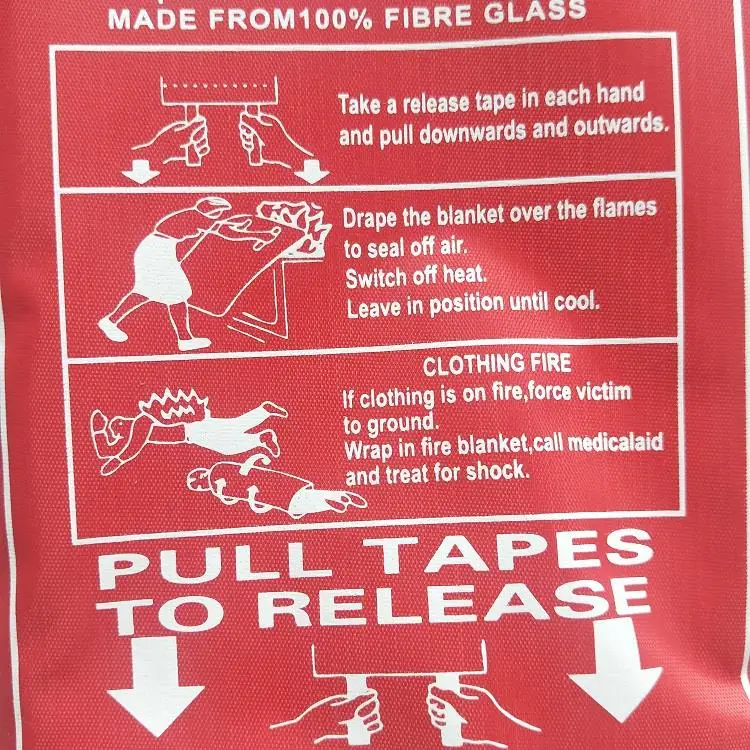 MADE FROM100% FIBRE GLASS
Take a release tape in each hand
and pull downwards and outwards.
Drape the blanket over the flames
to seal off air.
Switch off heat.
Leave in position until cool.
CLOTHING FIRE
If clothing is on fire,force victim
to ground.
Wrap in fire blanket,call medicalaid
and treat for shock.
PULL TAPES
TO RELEASE